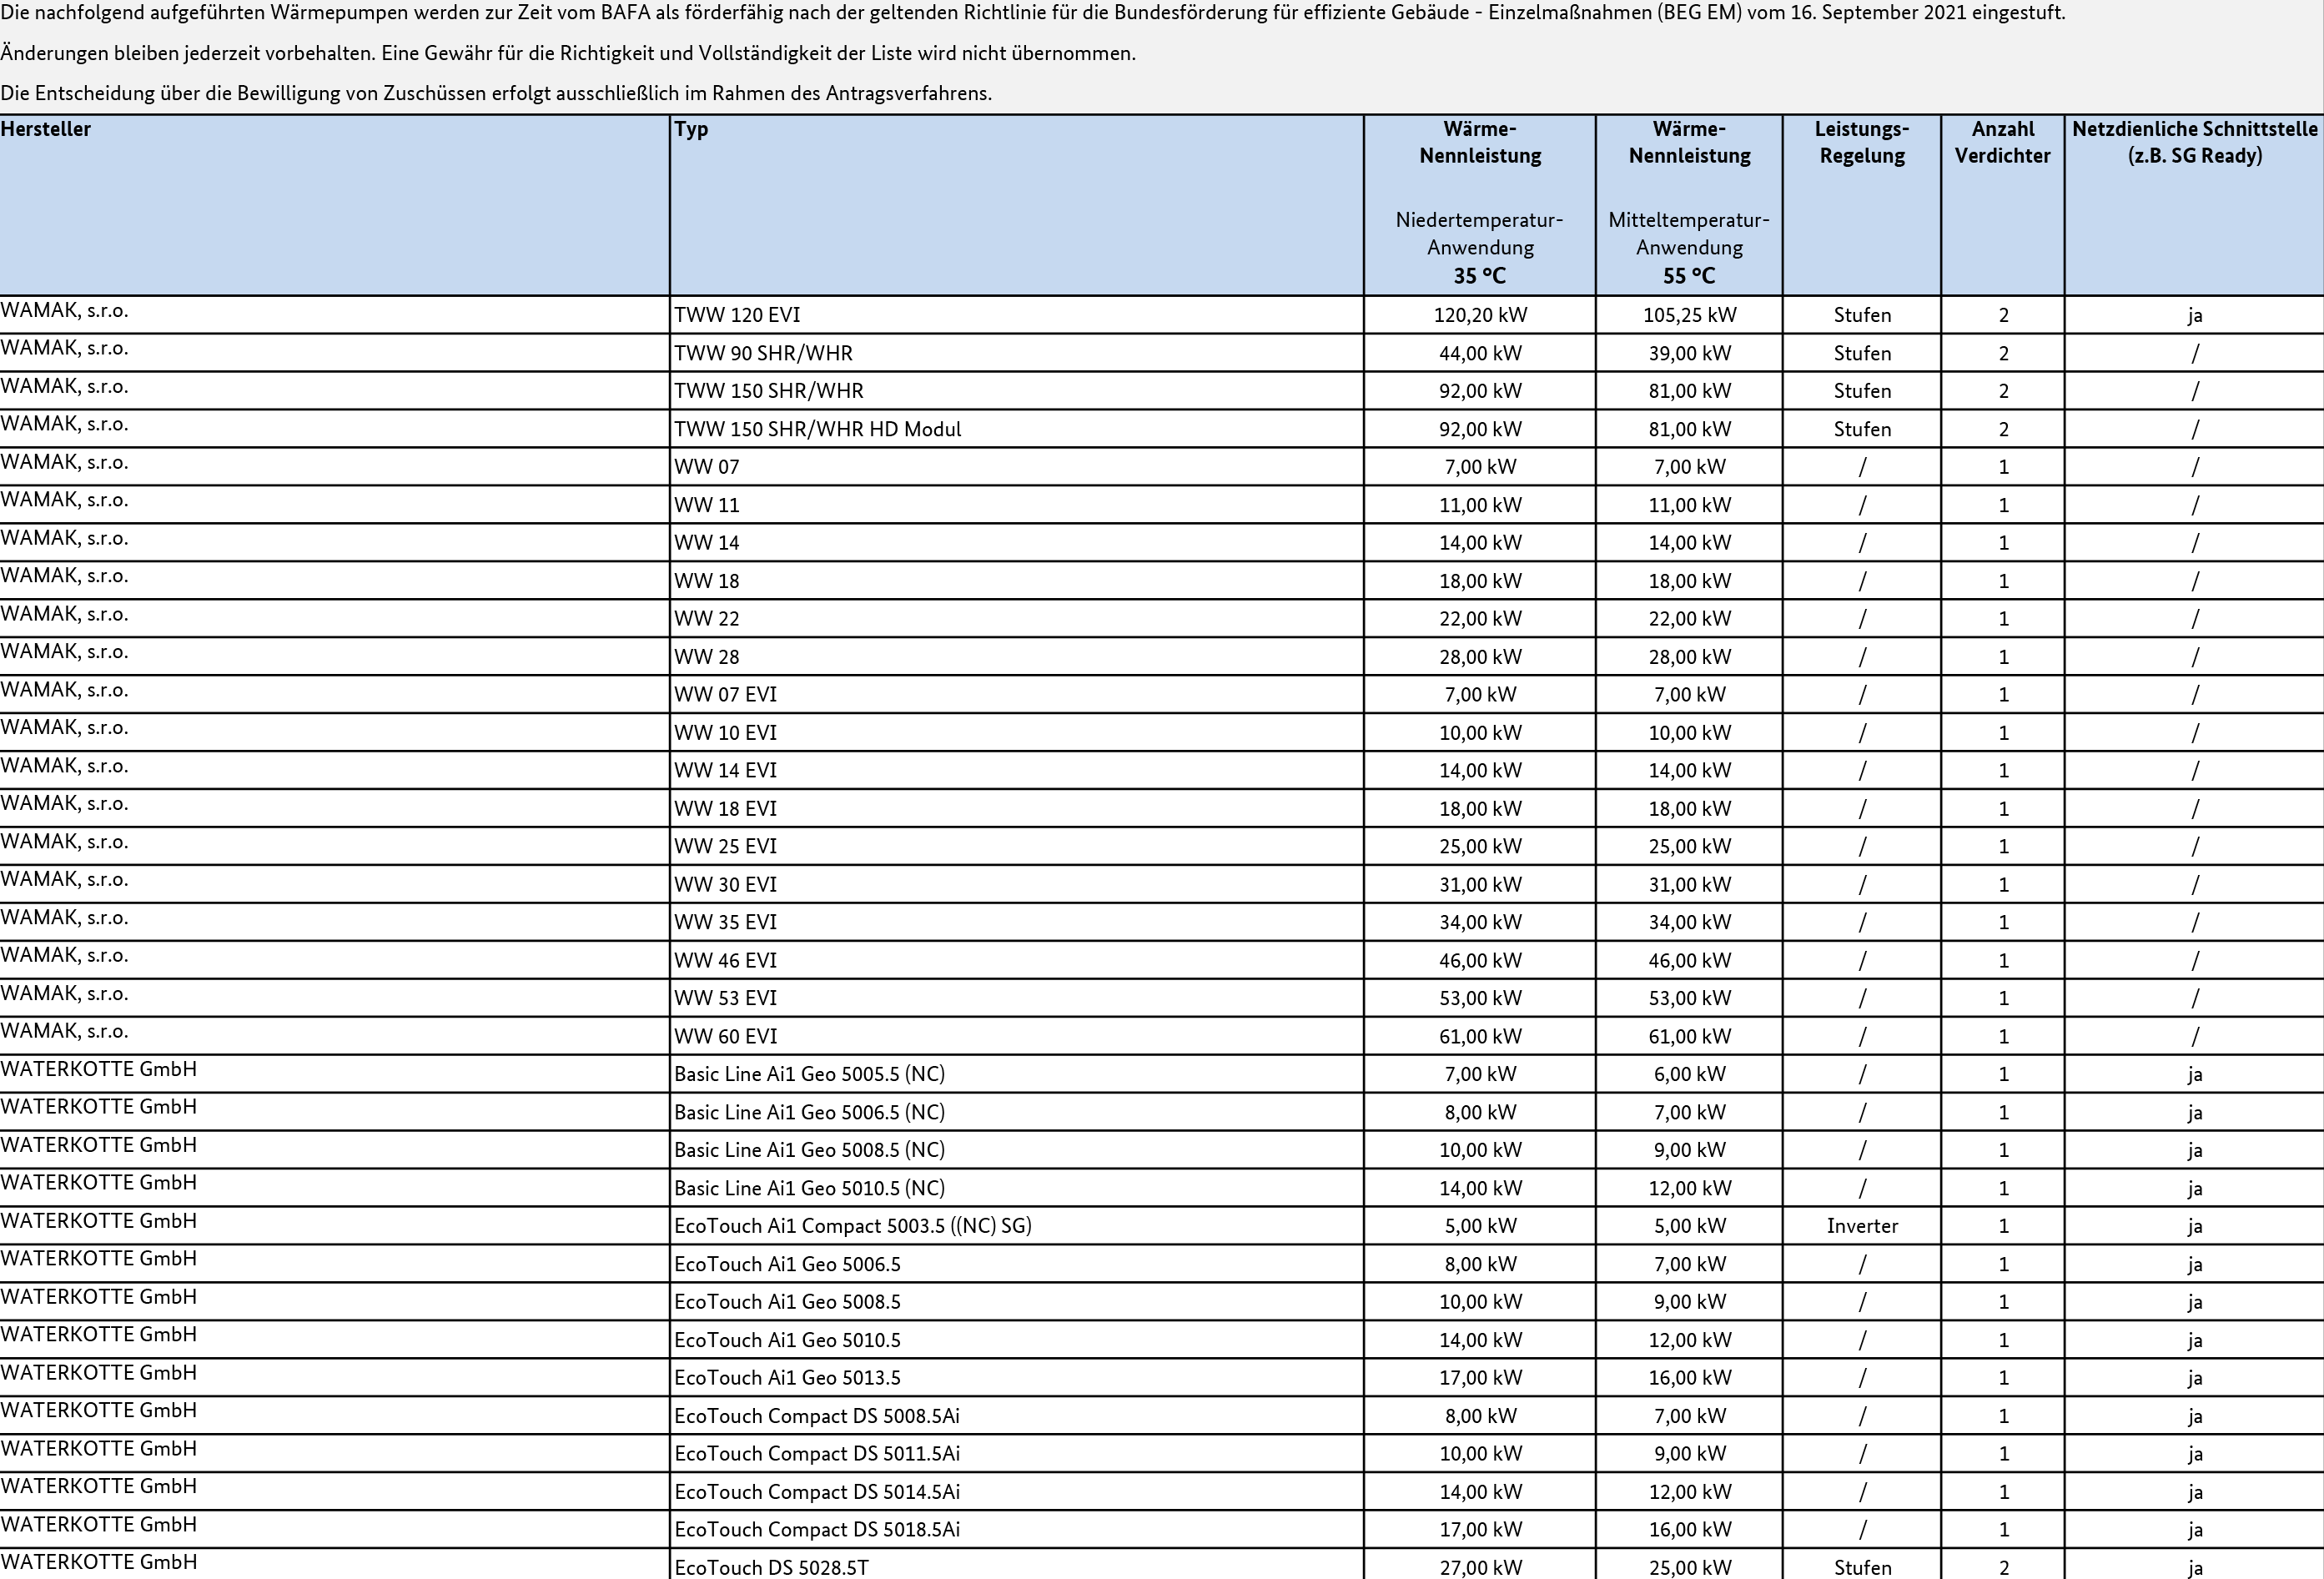 Die nachfolgend aufgeführten Wärmepumpen werden zur Zeit vom BAFA als förderfähig nach der geltenden Richtlinie für die Bundesförderung für effiziente Gebäude - Einzelmaßnahmen (BEG EM) vom 16. September 2021 eingestuft.
Änderungen bleiben jederzeit vorbehalten. Eine Gewähr für die Richtigkeit und Vollständigkeit der Liste wird nicht übernommen.
Die Entscheidung über die Bewilligung von Zuschüssen erfolgt ausschließlich im Rahmen des Antragsverfahrens.
Hersteller Typ Wärme- Wärme- Leistungs- Anzahl Netzdienliche Schnittstelle
Nennleistung Nennleistung Regelung Verdichter (z.B. SG Ready)
Niedertemperatur- Mitteltemperatur-
Anwendung Anwendung
35 °C 55 °C
WAMAK, s.r.o. TWW 120 EVI 120,20 kW 105,25 kW Stufen 2 ja
WAMAK, s.r.o. TWW 90 SHR/WHR 44,00 kW 39,00 kW Stufen 2 /
WAMAK, s.r.o. TWW 150 SHR/WHR 92,00 kW 81,00 kW Stufen 2 /
WAMAK, s.r.o. TWW 150 SHR/WHR HD Modul 92,00 kW 81,00 kW Stufen 2 /
WAMAK, s.r.o. WW 07 7,00 kW 7,00 kW / 1 /
WAMAK, s.r.o. WW 11 11,00 kW 11,00 kW / 1 /
WAMAK, s.r.o. WW 14 14,00 kW 14,00 kW / 1 /
WAMAK, s.r.o. WW 18 18,00 kW 18,00 kW / 1 /
WAMAK, s.r.o. WW 22 22,00 kW 22,00 kW / 1 /
WAMAK, s.r.o. WW 28 28,00 kW 28,00 kW / 1 /
WAMAK, s.r.o. WW 07 EVI 7,00 kW 7,00 kW / 1 /
WAMAK, s.r.o. WW 10 EVI 10,00 kW 10,00 kW / 1 /
WAMAK, s.r.o. WW 14 EVI 14,00 kW 14,00 kW / 1 /
WAMAK, s.r.o. WW 18 EVI 18,00 kW 18,00 kW / 1 /
WAMAK, s.r.o. WW 25 EVI 25,00 kW 25,00 kW / 1 /
WAMAK, s.r.o. WW 30 EVI 31,00 kW 31,00 kW / 1 /
WAMAK, s.r.o. WW 35 EVI 34,00 kW 34,00 kW / 1 /
WAMAK, s.r.o. WW 46 EVI 46,00 kW 46,00 kW / 1 /
WAMAK, s.r.o. WW 53 EVI 53,00 kW 53,00 kW / 1 /
WAMAK, s.r.o. WW 60 EVI 61,00 kW 61,00 kW / 1 /
WATERKOTTE GmbH Basic Line Ai1 Geo 5005.5 (NC) 7,00 kW 6,00 kW / 1 ja
WATERKOTTE GmbH Basic Line Ai1 Geo 5006.5 (NC) 8,00 kW 7,00 kW / 1 ja
WATERKOTTE GmbH Basic Line Ai1 Geo 5008.5 (NC) 10,00 kW 9,00 kW / 1 ja
WATERKOTTE GmbH Basic Line Ai1 Geo 5010.5 (NC) 14,00 kW 12,00 kW / 1 ja
WATERKOTTE GmbH EcoTouch Ai1 Compact 5003.5 ((NC) SG) 5,00 kW 5,00 kW Inverter 1 ja
WATERKOTTE GmbH EcoTouch Ai1 Geo 5006.5 8,00 kW 7,00 kW / 1 ja
WATERKOTTE GmbH EcoTouch Ai1 Geo 5008.5 10,00 kW 9,00 kW / 1 ja
WATERKOTTE GmbH EcoTouch Ai1 Geo 5010.5 14,00 kW 12,00 kW / 1 ja
WATERKOTTE GmbH EcoTouch Ai1 Geo 5013.5 17,00 kW 16,00 kW / 1 ja
WATERKOTTE GmbH EcoTouch Compact DS 5008.5Ai 8,00 kW 7,00 kW / 1 ja
WATERKOTTE GmbH EcoTouch Compact DS 5011.5Ai 10,00 kW 9,00 kW / 1 ja
WATERKOTTE GmbH EcoTouch Compact DS 5014.5Ai 14,00 kW 12,00 kW / 1 ja
WATERKOTTE GmbH EcoTouch Compact DS 5018.5Ai 17,00 kW 16,00 kW / 1 ja
WATERKOTTE GmbH EcoTouch DS 5028.5T 27,00 kW 25,00 kW Stufen 2 ja